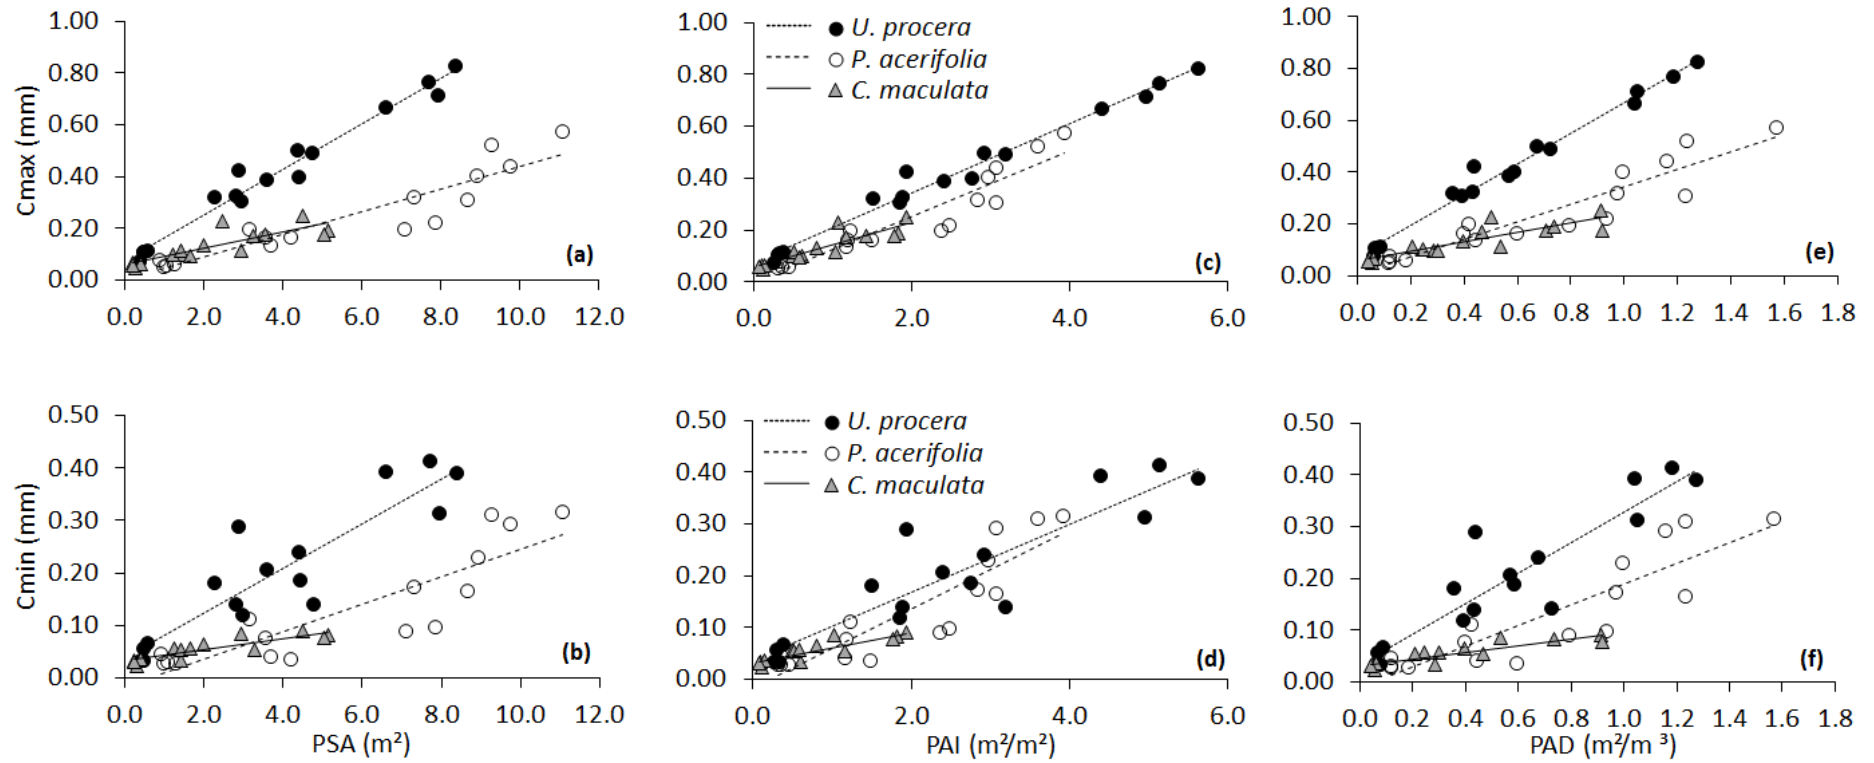 1.00
0.80
0.60
0.40
0.20
0.00
Cmax (mm)
0.0 2.0 4.0 6.0 8.0 10.0 12.0
(a)
1.00
0.80
0.60
0.40
0.20
0.00
U. procera
P. acerifolia
C. maculata
0.0 2.0 4.0 6.0
(c)
1.00
0.80
0.60
0.40
0.20
0.00
0.0 0.2 0.4 0.6 0.8 1.0 1.2 1.4 1.6 1.8
(e)
0.50
0.40
0.30
0.20
0.10
0.00
Cmin (mm)
0.0 2.0 4.0 6.0 8.0 10.0 12.0
PSA (m²)
(b)
0.50
0.40
0.30
0.20
0.10
0.00
U. procera
P. acerifolia
C. maculata
0.0 2.0 4.0 6.0
PAI (m²/m²)
(d)
0.50
0.40
0.30
0.20
0.10
0.00
0.0 0.2 0.4 0.6 0.8 1.0 1.2 1.4 1.6 1.8
PAD (m²/m ³)
(f)